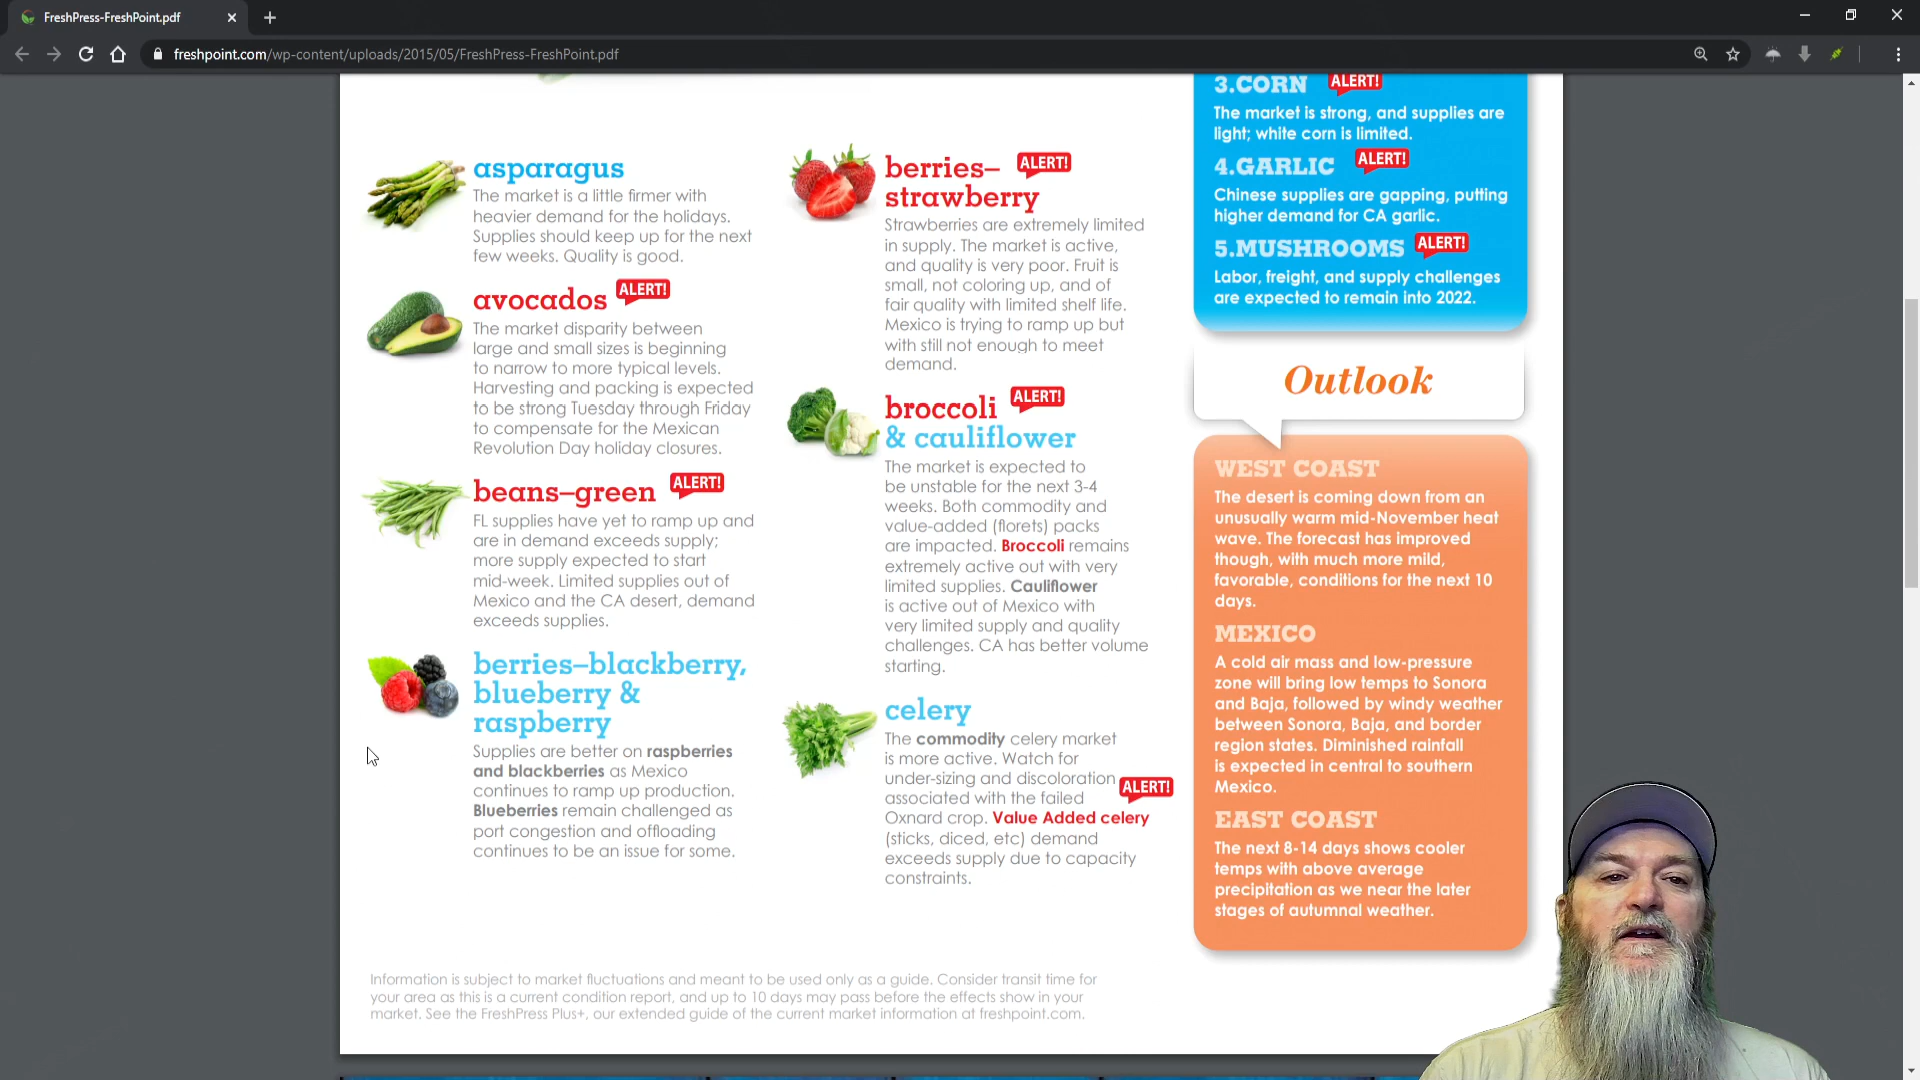 FreshPress-FreshPoint.pdf
freshpoint.com/wp-content/uploads/2015/05/FreshPress-FreshPoint.pdf
asparagus
The market is a little firmer with
heavier demand for the holidays.
Supplies should keep up for the next
few weeks. Quality is good.
avocados ALERT!
The market disparity between
large and small sizes is beginning
to narrow to more typical levels.
Harvesting and packing is expected
to be strong Tuesday through Friday
to compensate for the Mexican
Revolution Day holiday closures.
beans–green ALERT!
FL supplies have yet to ramp up and
are in demand exceeds supply;
more supply expected to start
mid-week. Limited supplies out of
Mexico and the CA desert, demand
exceeds supplies.
berries–blackberry,
blueberry &
raspberry
Supplies are better on raspberries
and blackberries as Mexico
continues to ramp up production.
Blueberries remain challenged as
port congestion and offloading
continues to be an issue for some.
berries– ALERT!
strawberry
Strawberries are extremely limited
in supply. The market is active,
and quality is very poor. Fruit is
small, not coloring up, and of
fair quality with limited shelf life.
Mexico is trying to ramp up but
with still not enough to meet
demand.
broccoli ALERT!
& cauliflower
The market is expected to
be unstable for the next 3-4
weeks. Both commodity and
value-added (florets) packs
are impacted. Broccoli remains
extremely active out with very
limited supplies. Cauliflower
is active out of Mexico with
very limited supply and quality
challenges. CA has better volume
starting.
celery
The commodity celery market
is more active. Watch for
under-sizing and discoloration
associated with the failed ALERT!
Oxnard crop. Value Added celery
(sticks, diced, etc) demand
exceeds supply due to capacity
constraints.
3.CORN ALERT!
The market is strong, and supplies are
light; white corn is limited.
4.GARLIC ALERT!
Chinese supplies are gapping, putting
higher demand for CA garlic.
5.MUSHROOMS ALERT!
Labor, freight, and supply challenges
are expected to remain into 2022.
Outlook
WEST COAST
The desert is coming down from an
unusually warm mid-November heat
wave. The forecast has improved
though, with much more mild,
favorable, conditions for the next 10
days.
MEXICO
A cold air mass and low-pressure
zone will bring low temps to Sonora
and Baja, followed by windy weather
between Sonora, Baja, and border
region states. Diminished rainfall
is expected in central to southern
Mexico.
EAST COAST
The next 8-14 days shows cooler
temps with above average
precipitation as we near the later
stages of autumnal weather.
Information is subject to market fluctuations and meant to be used only as a guide. Consider transit time for
your area as this is a current condition report, and up to 10 days may pass before the effects show in your
market. See the FreshPress Plus+, our extended guide of the current market information at freshpoint.com.